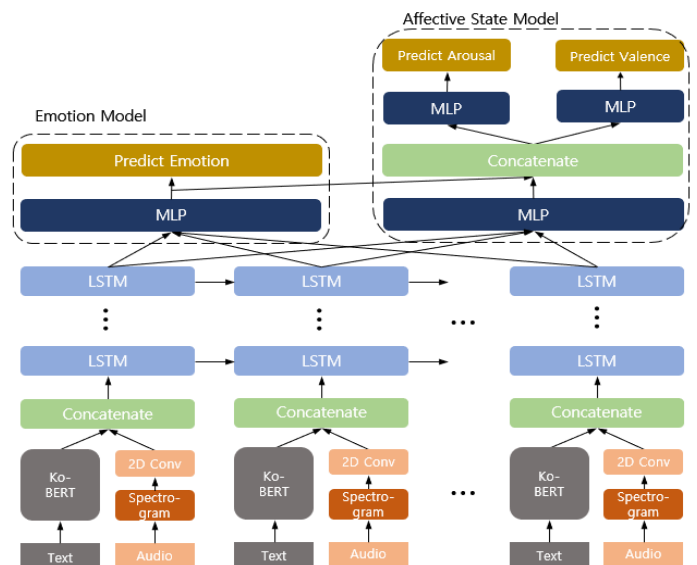 Affective State Model
Predict Arousal
Predict Valence
MLP
MLP
Emotion Model
Predict Emotion
Concatenate
MLP
MLP
LSTM
LSTM
LSTM
...
LSTM
LSTM
LSTM
Concatenate
Concatenate
Concatenate
Ko-
BERT
2D Conv
Spectro-
gram
Ko-
BERT
2D Conv
Spectro-
gram
...
Ko-
BERT
2D Conv
Spectro-
gram
Text
Audio
Text
Audio
Text
Audio